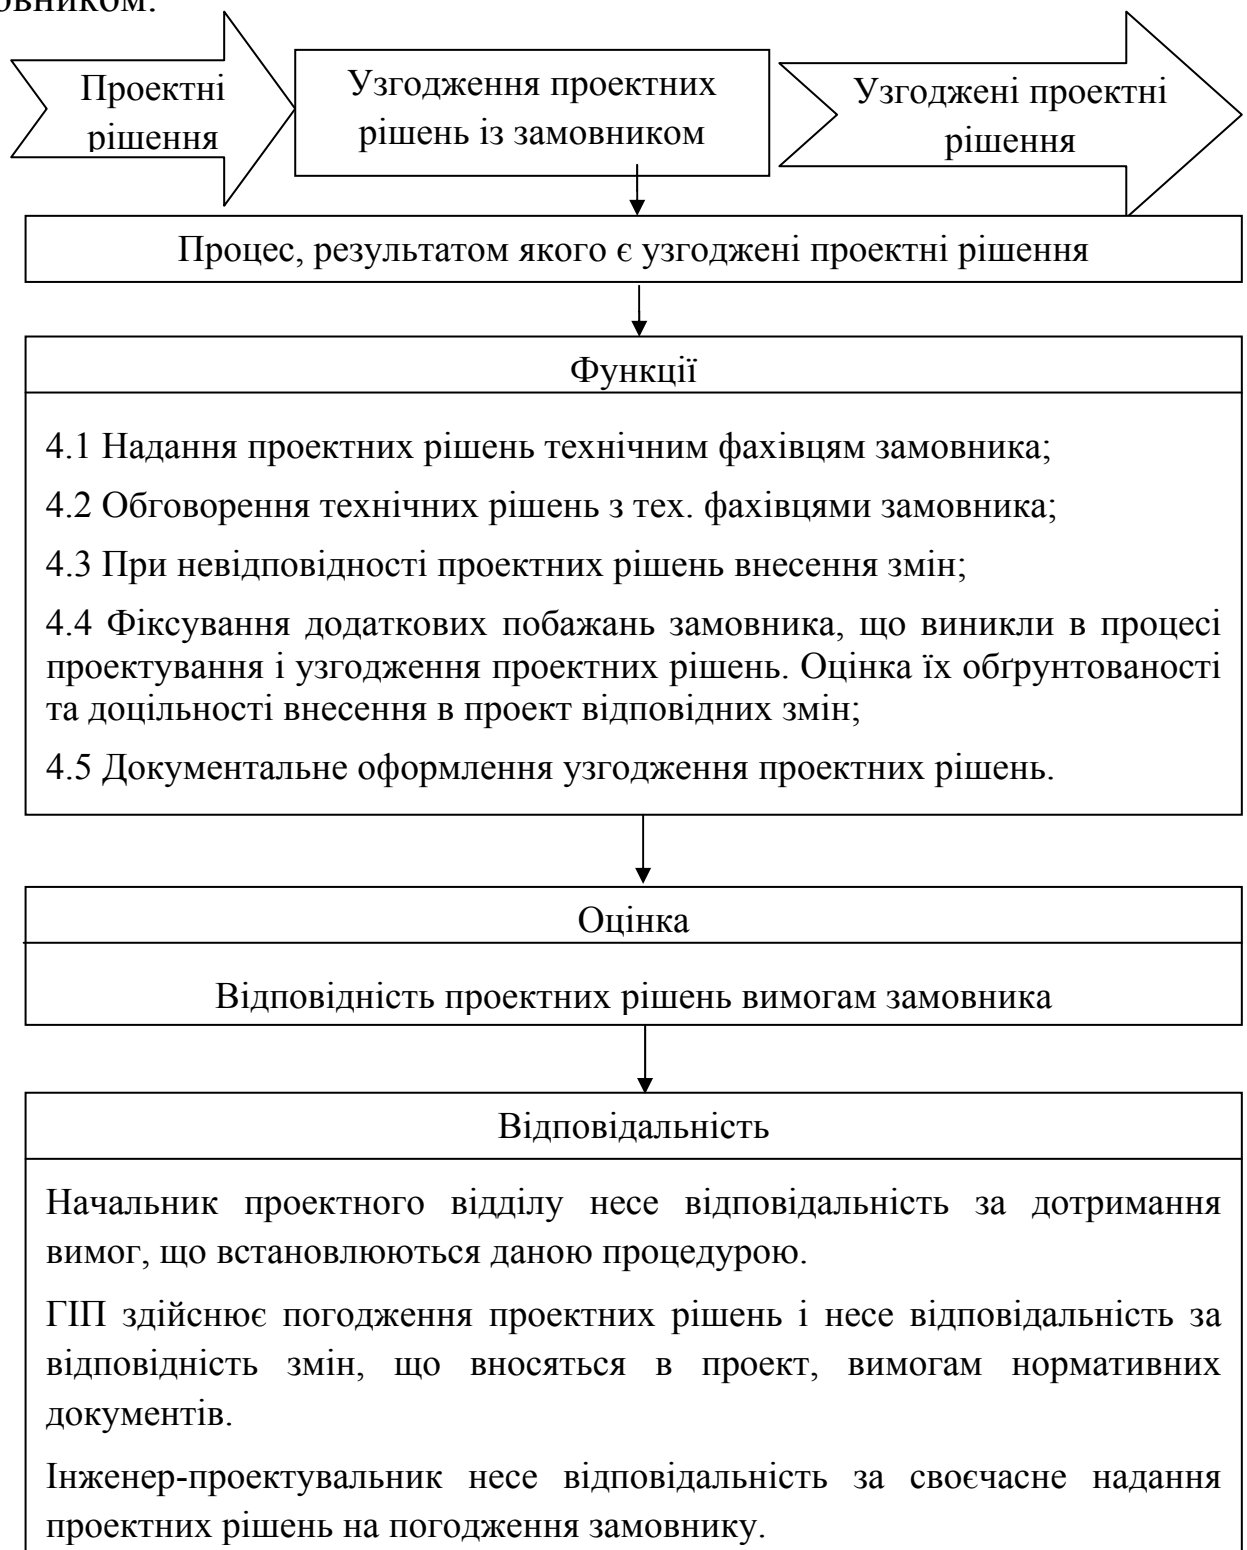 Проектні
рішення
Узгодження проектних
рішень із замовником
Узгоджені проектні
рішення
Процес, результатом якого є узгоджені проектні рішення
Функції
4.1 Надання проектних рішень технічним фахівцям замовника;
4.2 Обговорення технічних рішень з тех. фахівцями замовника;
4.3 При невідповідності проектних рішень внесення змін;
4.4 Фіксування додаткових побажань замовника, що виникли в процесі
проектування і узгодження проектних рішень. Оцінка їх обґрунтованості
та доцільності внесення в проект відповідних змін;
4.5 Документальне оформлення узгодження проектних рішень.
Оцінка
Відповідність проектних рішень вимогам замовника
Відповідальність
Начальник проектного відділу несе відповідальність за дотримання
вимог, що встановлюються даною процедурою.
ГІП здійснює погодження проектних рішень і несе відповідальність за
відповідність змін, що вносяться в проект, вимогам нормативних
документів.
Інженер-проектувальник несе відповідальність за своєчасне надання
проектних рішень на погодження замовнику.